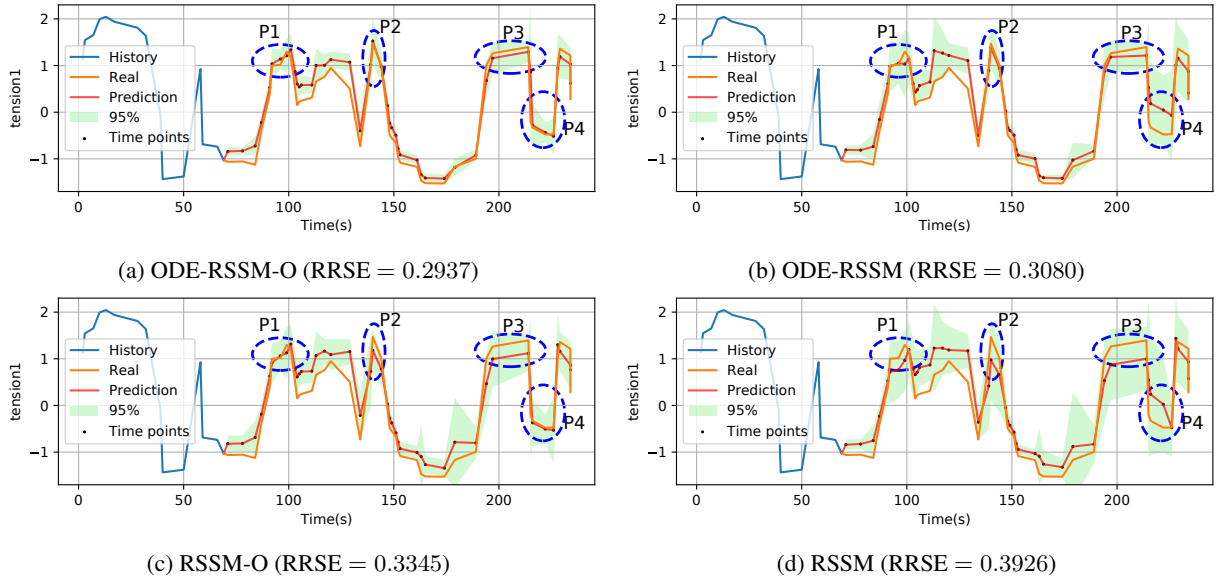 P1
P2
P3
P4
2
1
0
−1
tension1
History
Real
Prediction
95%
Time points
0
50
100
150
200
Time(s)
(a) ODE-RSSM-O (RRSE = 0.2937)
P1
P2
P3
P4
2
1
0
−1
tension1
History
Real
Prediction
95%
Time points
0
50
100
150
200
Time(s)
(b) ODE-RSSM (RRSE = 0.3080)
P1
P2
P3
P4
2
1
0
−1
tension1
History
Real
Prediction
95%
Time points
0
50
100
150
200
Time(s)
(c) RSSM-O (RRSE = 0.3345)
P1
P2
P3
P4
2
1
0
−1
tension1
History
Real
Prediction
95%
Time points
0
50
100
150
200
Time(s)
(d) RSSM (RRSE = 0.3926)